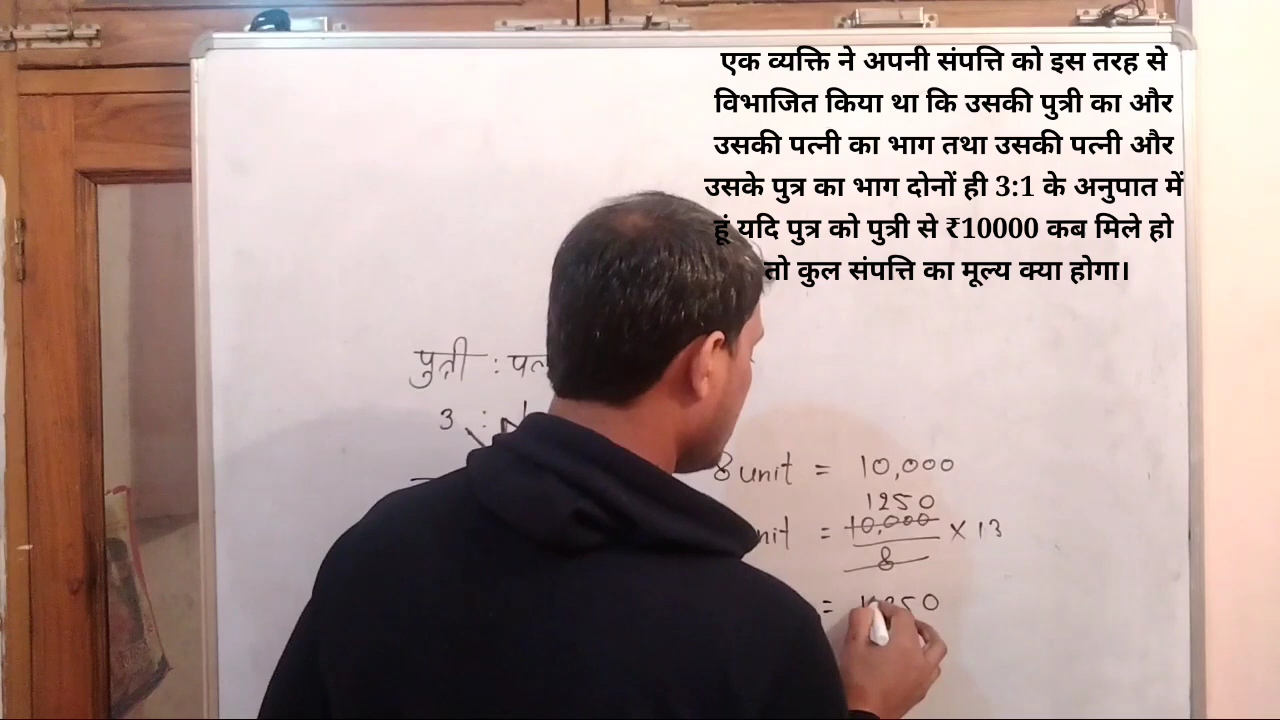 एक व्यक्ति ने अपनी संपत्ति को इस तरह से
विभाजित किया था कि उसकी पुत्री का और
उसकी पत्नी का भाग तथा उसकी पत्नी और
उसके पुत्र का भाग दोनों ही 3:1 के अनुपात में
हूं यदि पुत्र को पुत्री से ₹10000 कब मिले हो
तो कुल संपत्ति का मूल्य क्या होगा।
पुत्री :
3 :
8 unit = 10,000
1250
= 10,000 × 13
8
=